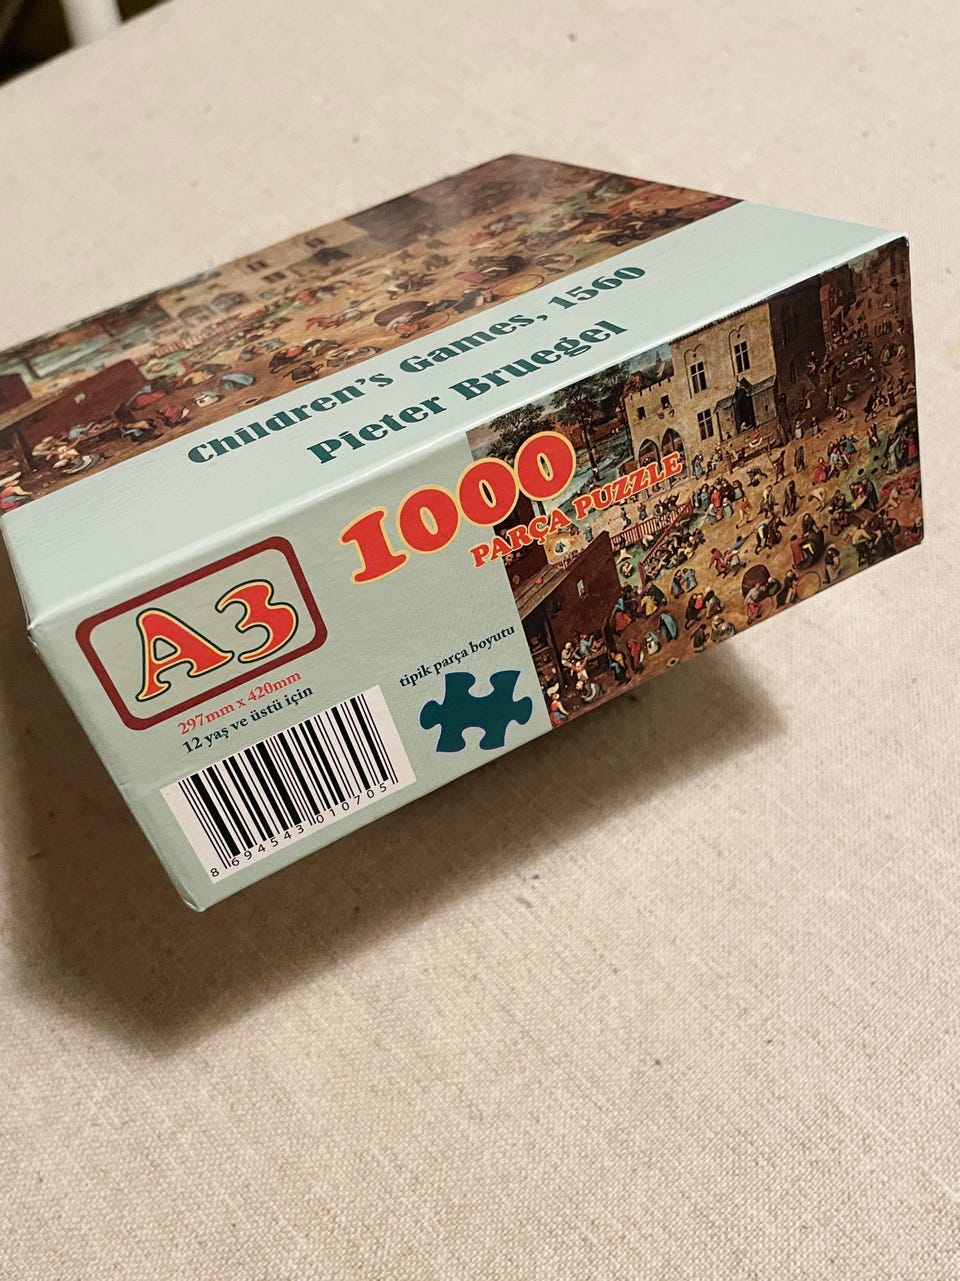 Children's Games, 1560
Pieter Bruegel
1000
PARÇA PUZZLE
A3
297mm x 420mm
12 yaş ve üstü için
tipik parça boyutu
8 694543 010705